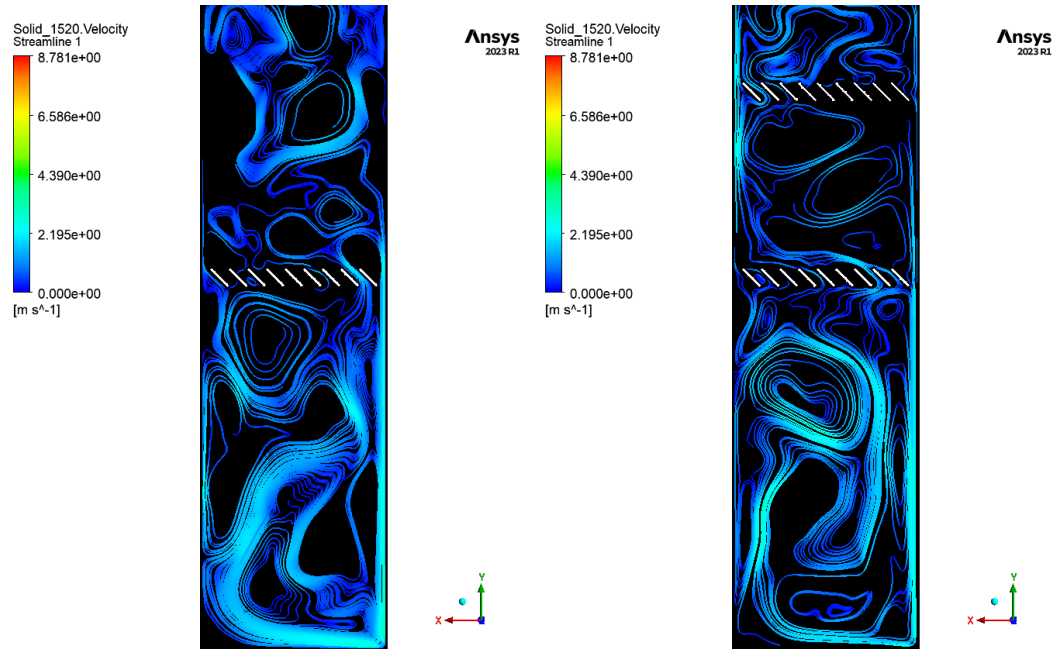 Solid_1520.Velocity
Streamline 1
8.781e+00
6.586e+00
4.390e+00
2.195e+00
0.000e+00
[m s^-1]
Ansys
2023 R1
Y
X
Z
Solid_1520.Velocity
Streamline 1
8.781e+00
6.586e+00
4.390e+00
2.195e+00
0.000e+00
[m s^-1]
Ansys
2023 R1
Y
X
Z